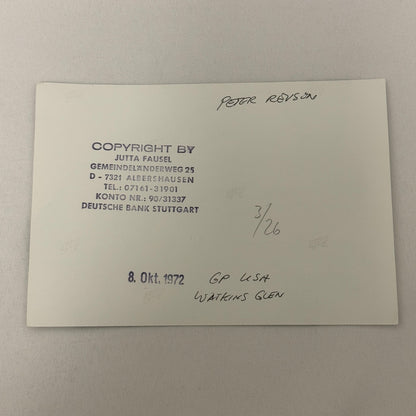 PETER REVSON
COPYRIGHT BY
JUTTA FAUSEL
GEMEINDELÄNDERWEG 25
D - 7321 ALBERSHAUSEN
TEL.: 07161-31901
KONTO NR.: 90/31337
DEUTSCHE BANK STUTTGART
3/26
8. Okt. 1972
GP USA
WATKINS GLEN